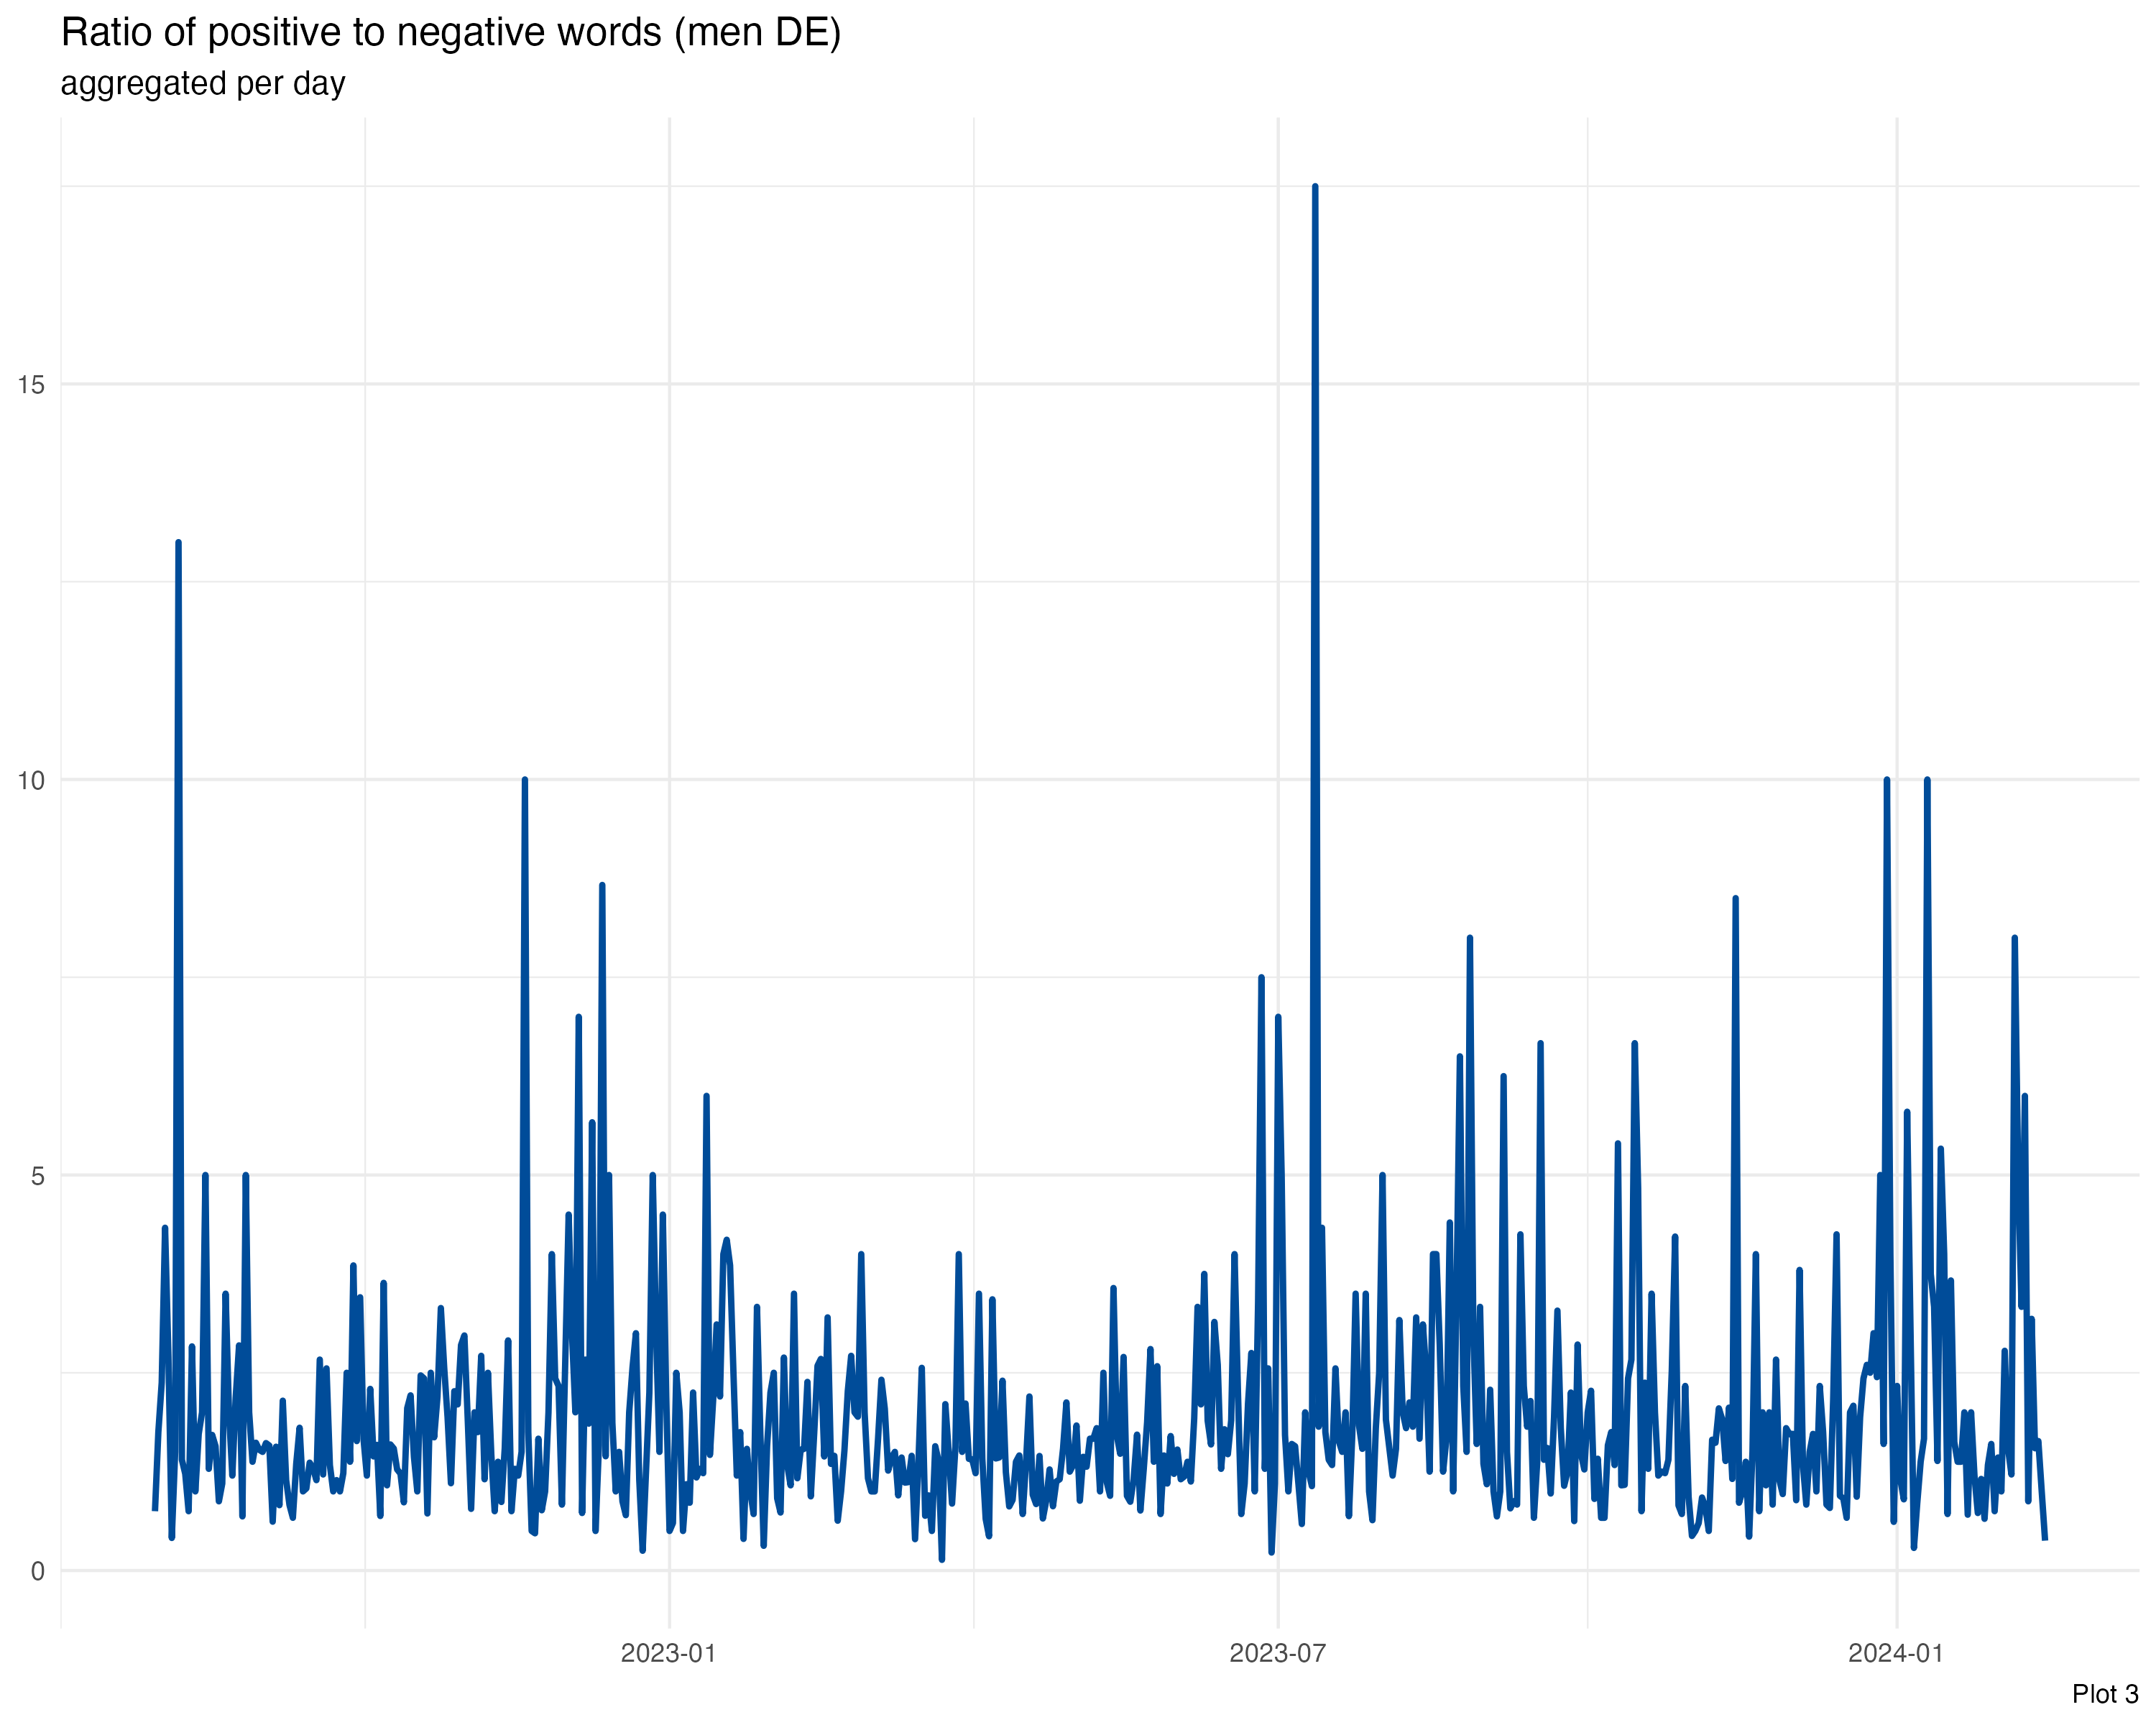 Ratio of positive to negative words (men DE)
aggregated per day
15
10
5
0
2023-01
2023-07
2024-01
Plot 3